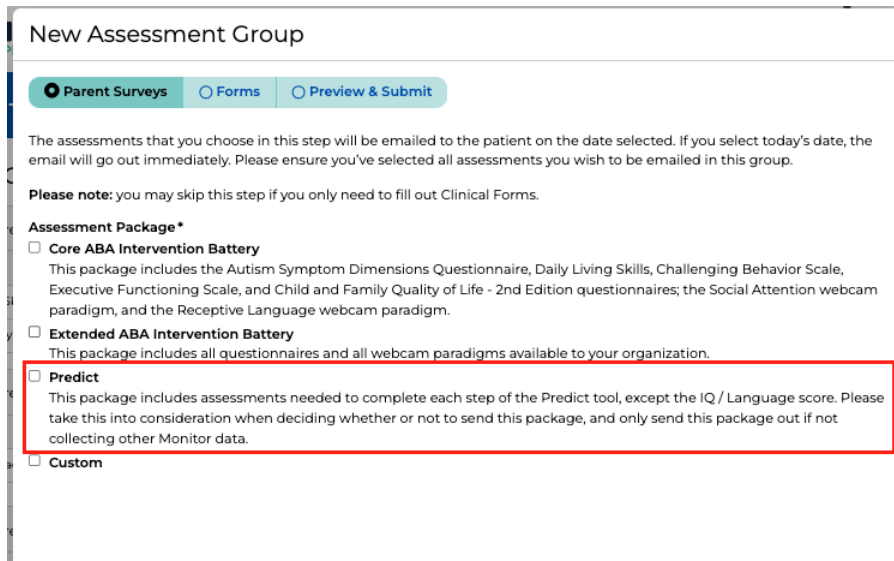 New Assessment Group
Parent Surveys Forms Preview & Submit
The assessments that you choose in this step will be emailed to the patient on the date selected. If you select today's date, the
email will go out immediately. Please ensure you've selected all assessments you wish to be emailed in this group.
Please note: you may skip this step if you only need to fill out Clinical Forms.
Assessment Package*
Core ABA Intervention Battery
This package includes the Autism Symptom Dimensions Questionnaire, Daily Living Skills, Challenging Behavior Scale,
Executive Functioning Scale, and Child and Family Quality of Life - 2nd Edition questionnaires; the Social Attention webcam
paradigm, and the Receptive Language webcam paradigm.
Extended ABA Intervention Battery
This package includes all questionnaires and all webcam paradigms available to your organization.
Predict
This package includes assessments needed to complete each step of the Predict tool, except the IQ / Language score. Please
take this into consideration when deciding whether or not to send this package, and only send this package out if not
collecting other Monitor data.
Custom